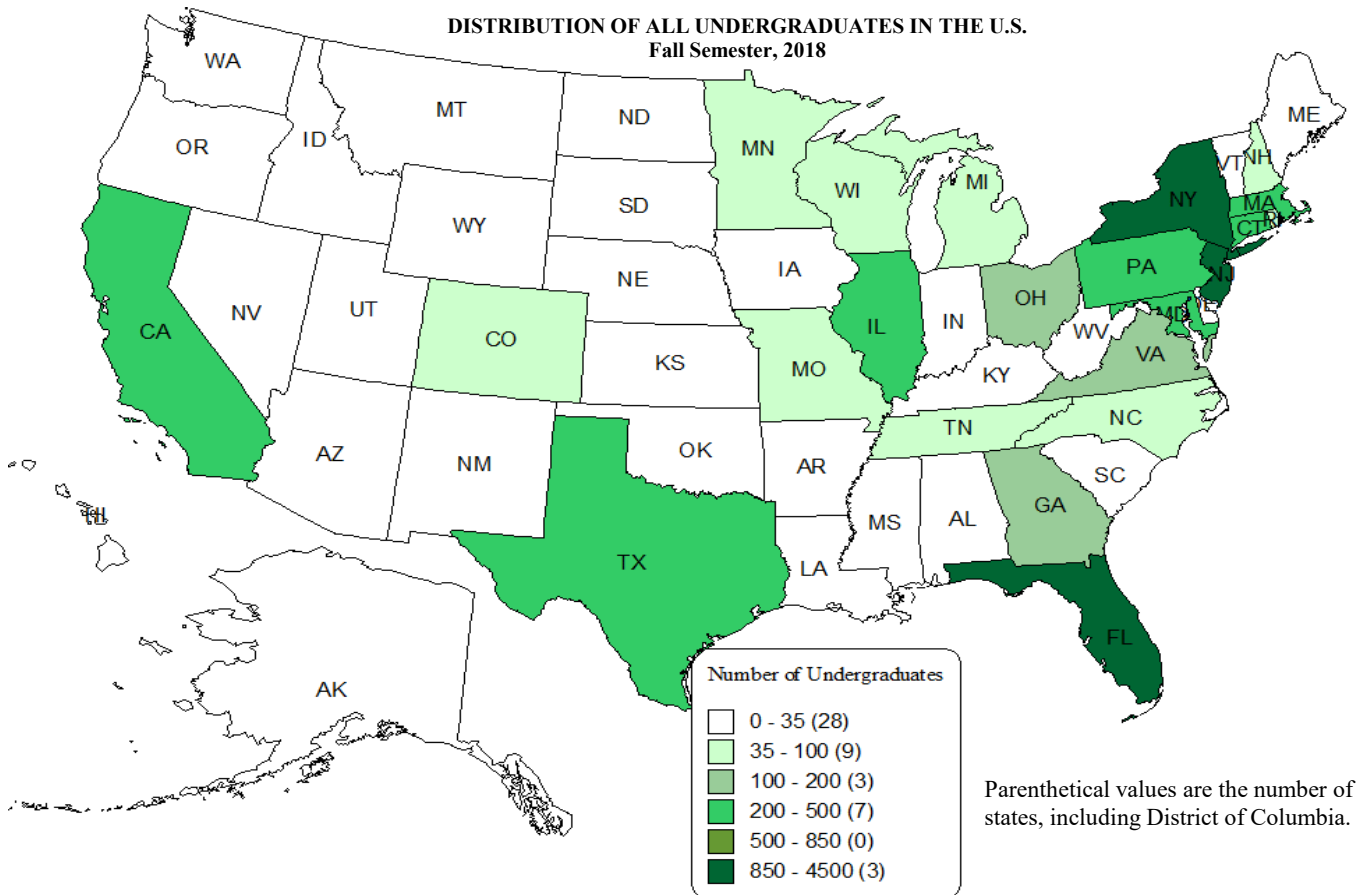 DISTRIBUTION OF ALL UNDERGRADUATES IN THE U.S.
Fall Semester, 2018
WA
MT
ND
ME
OR
ID
MN
VT
NH
WI
MI
SD
NY
WY
MA
CT
IA
NE
PA
NJ
NV
UT
OH
IN
IL
MD
CA
CO
WV
VA
KS
MO
KY
NC
TN
AZ
OK
NM
AR
SC
GA
MS
AL
HI
TX
LA
FL
AK
Number of Undergraduates
0 - 35 (28)
35 - 100 (9)
100 - 200 (3)
200 - 500 (7)
500 - 850 (0)
850 - 4500 (3)
Parenthetical values are the number of
states, including District of Columbia.